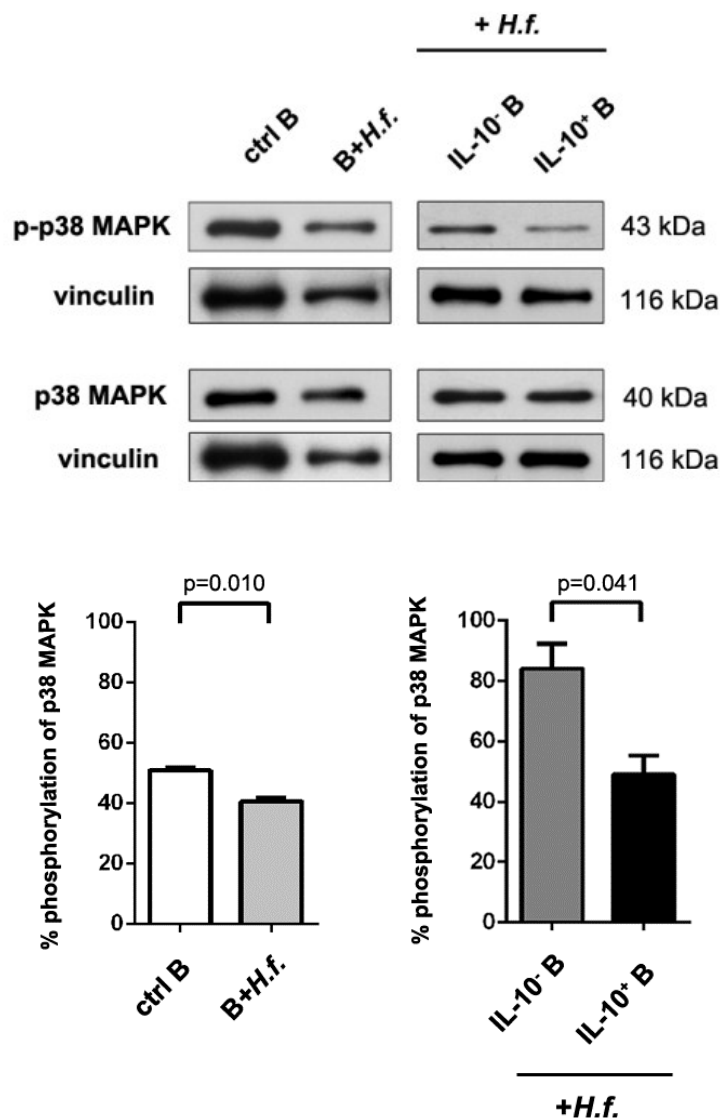 + H.f.
ctrl B
B+H.f.
IL-10⁻ B
IL-10⁺ B
p-p38 MAPK
43 kDa
vinculin
116 kDa
p38 MAPK
40 kDa
vinculin
116 kDa
p=0.010
% phosphorylation of p38 MAPK
100
80
60
40
20
0
ctrl B
B+H.f.
p=0.041
% phosphorylation of p38 MAPK
100
80
60
40
20
0
IL-10⁻ B
IL-10⁺ B
+H.f.